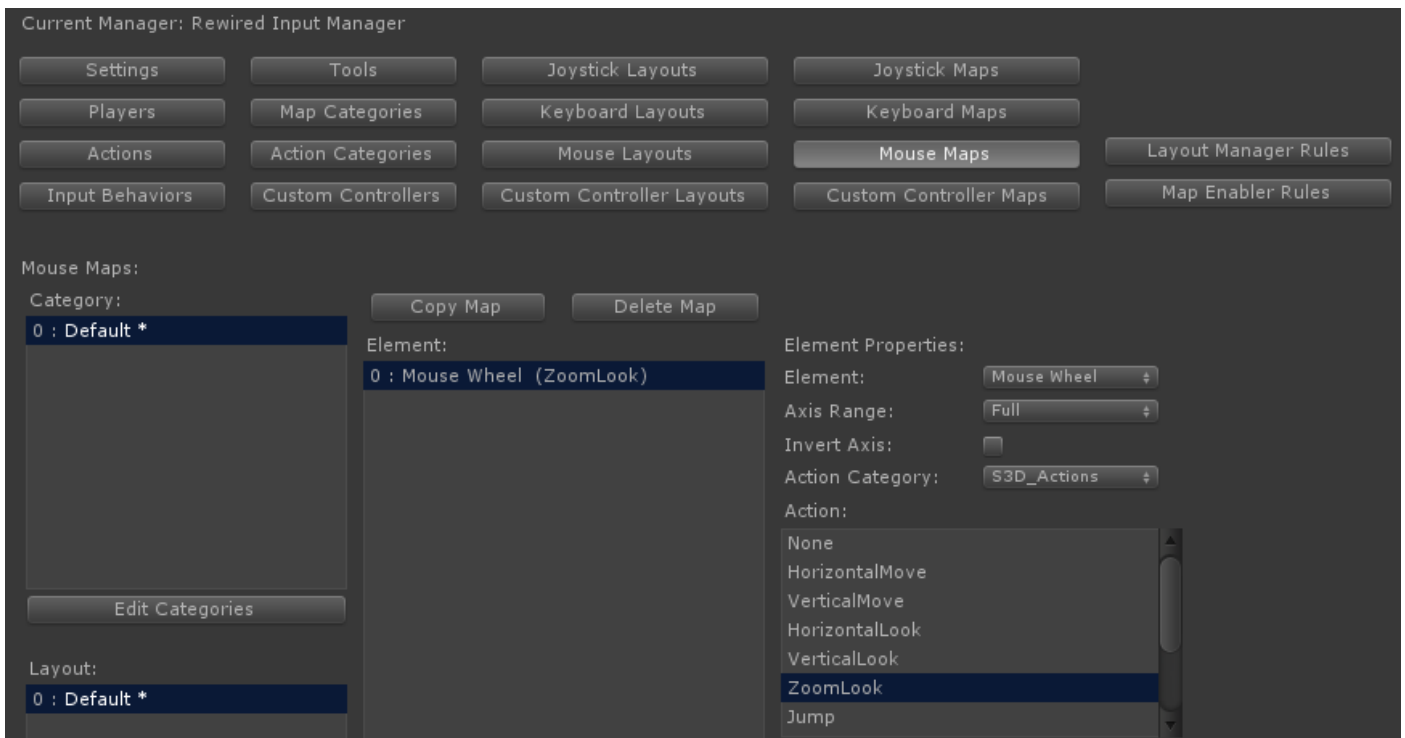 Current Manager: Rewired Input Manager
Settings Tools Joystick Layouts Joystick Maps
Players Map Categories Keyboard Layouts Keyboard Maps
Actions Action Categories Mouse Layouts Mouse Maps Layout Manager Rules
Input Behaviors Custom Controllers Custom Controller Layouts Custom Controller Maps Map Enabler Rules
Mouse Maps:
Category:
0 : Default *
Edit Categories
Layout:
0 : Default *
Copy Map Delete Map
Element:
0 : Mouse Wheel (ZoomLook)
Element Properties:
Element: Mouse Wheel
Axis Range: Full
Invert Axis:
Action Category: S3D_Actions
Action:
None
HorizontalMove
VerticalMove
HorizontalLook
VerticalLook
ZoomLook
Jump